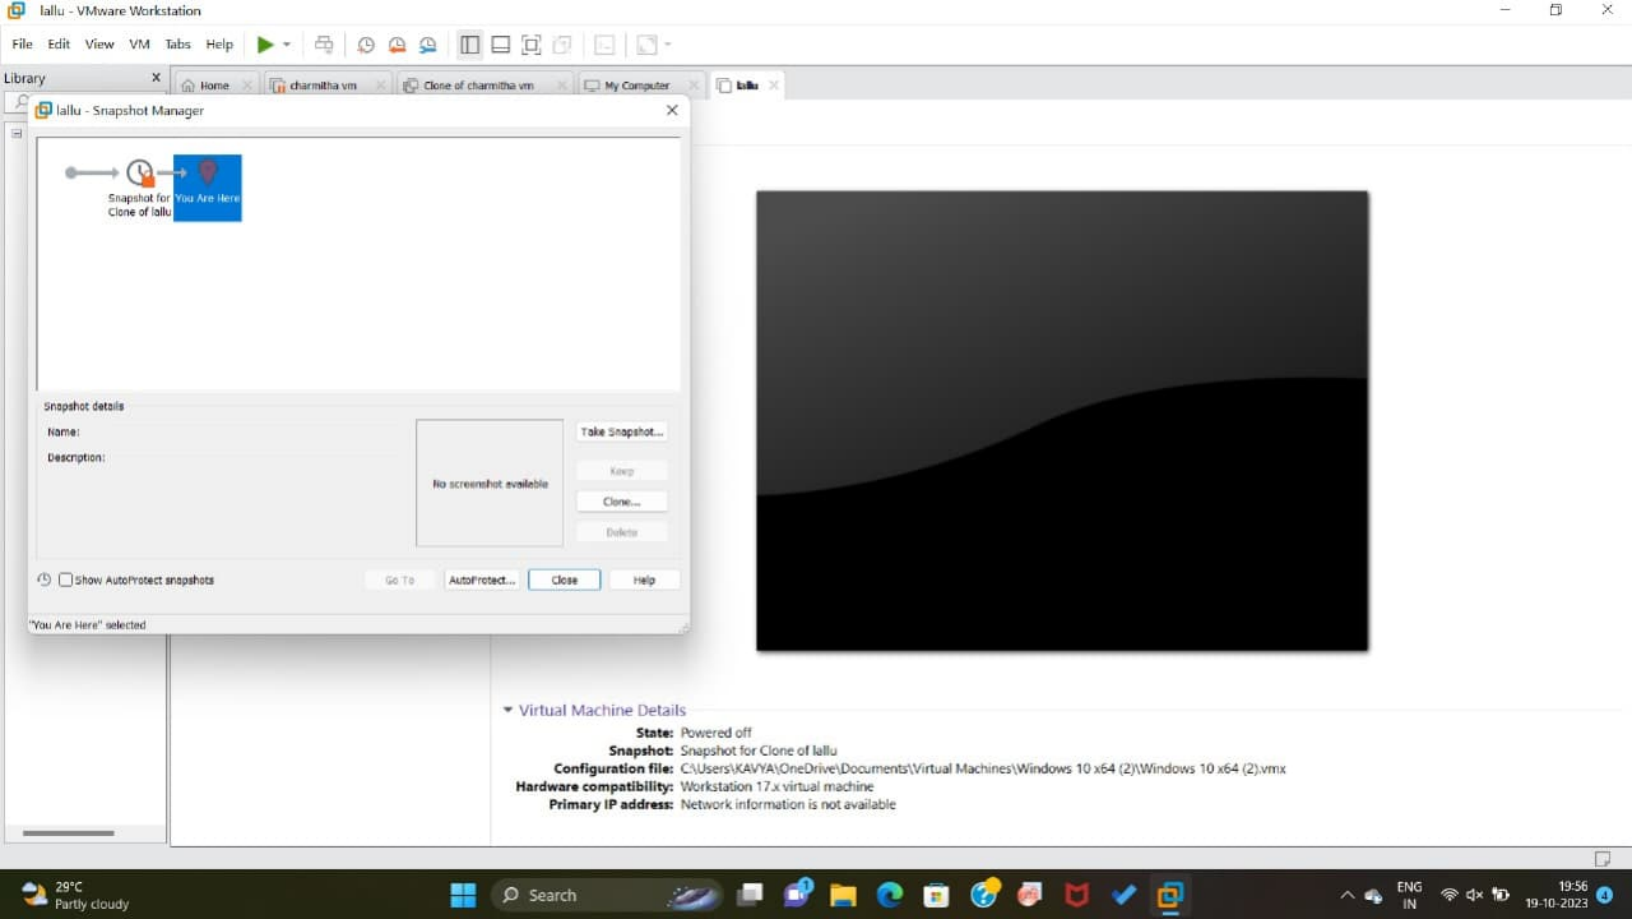 lallu - VMware Workstation
File Edit View VM Tabs Help
Library
Home charmitha vm Clone of charmitha vm My Computer lallu
lallu - Snapshot Manager
Snapshot for
Clone of lallu
You Are Here
Snapshot details
Name:
Description:
No screenshot available
Take Snapshot...
Keep
Clone...
Delete
Show AutoProtect snapshots
Go To AutoProtect... Close Help
"You Are Here" selected
Virtual Machine Details
State: Powered off
Snapshot: Snapshot for Clone of lallu
Configuration file: C:\Users\KAVYA\OneDrive\Documents\Virtual Machines\Windows 10 x64 (2)\Windows 10 x64 (2).vmx
Hardware compatibility: Workstation 17.x virtual machine
Primary IP address: Network information is not available
29°C
Partly cloudy
Search
1
ENG
IN
19:56
19-10-2023
4